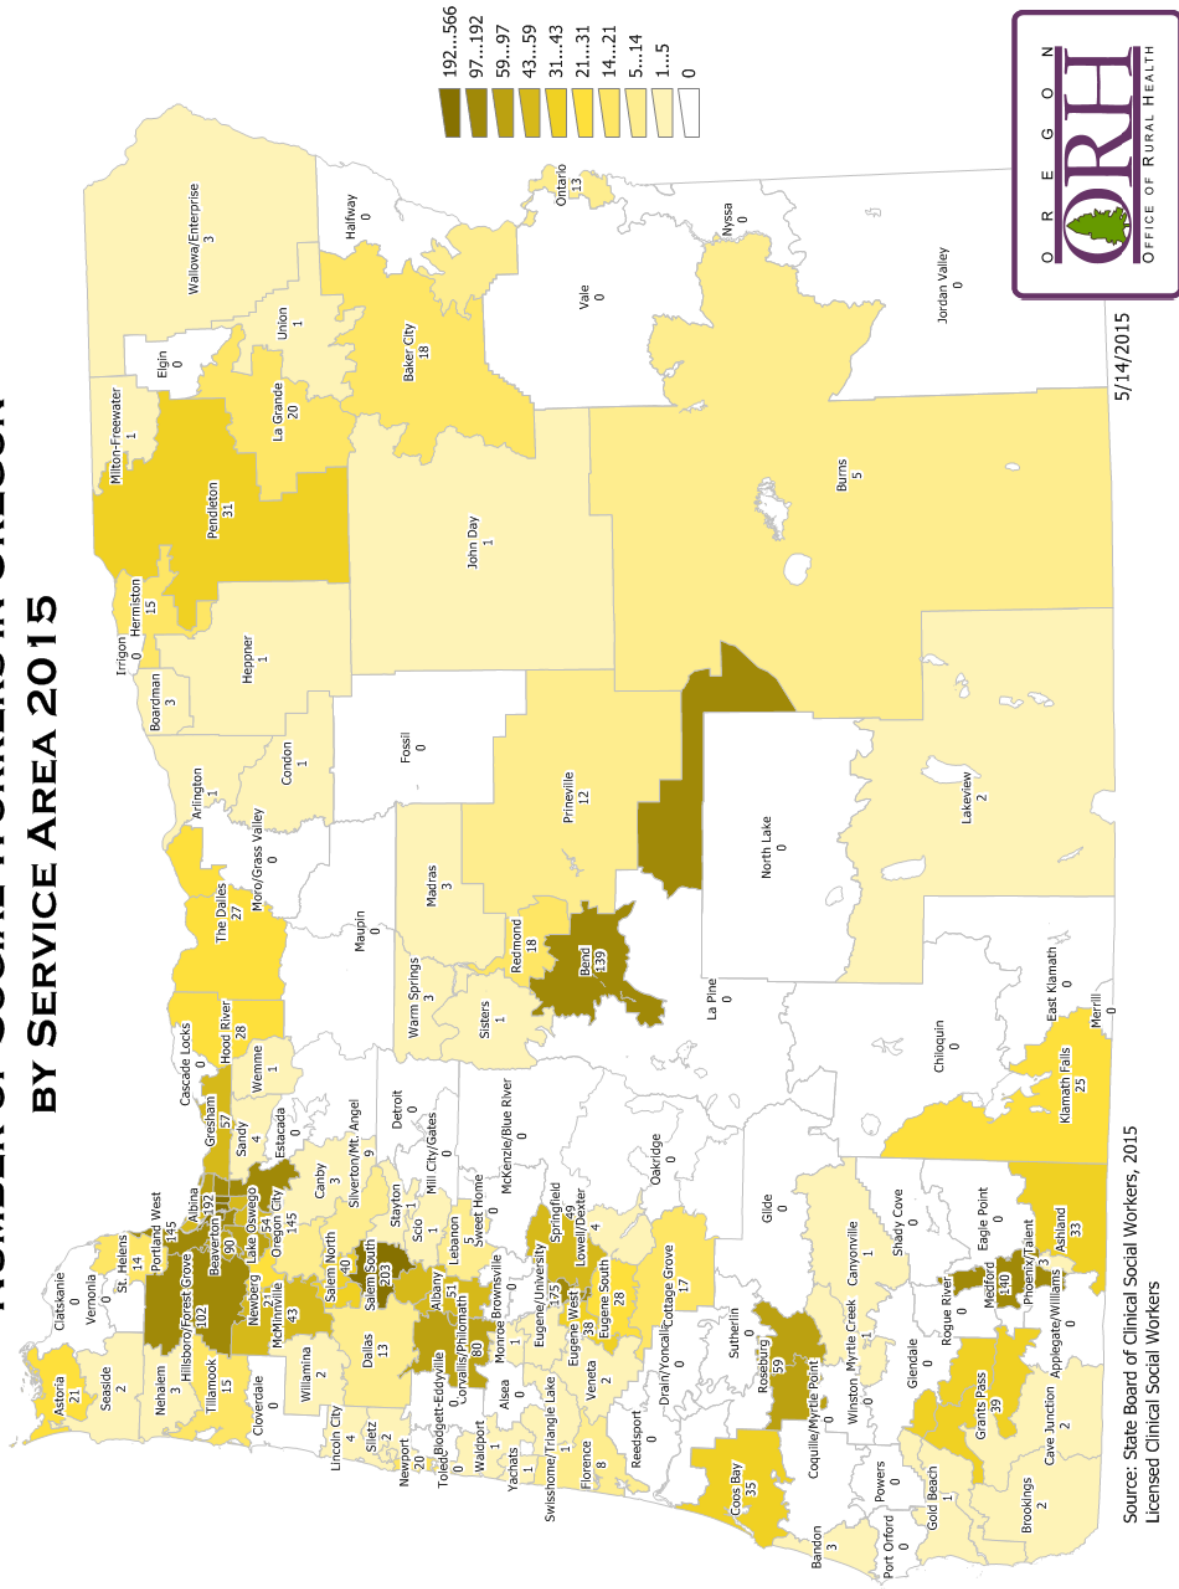 BY SERVICE AREA 2015
192...566
97...192
59...97
43...59
31...43
21...31
14...21
5...14
1...5
0
Astoria
21
Clatskanie
0
Vernonia
0
St. Helens
14
Seaside
2
Nehalem
3
Hillsboro/Forest Grove
102
Portland West
145
Albina
192
Beaverton
90
Lake Oswego
54
Oregon City
145
Tillamook
15
Newberg
21
McMinnville
43
Cloverdale
0
Gresham
57
Sandy
4
Estacada
0
Wemme
1
Cascade Locks
0
Hood River
28
The Dalles
27
Moro/Grass Valley
0
Arlington
1
Condon
1
Boardman
3
Irrigon
0
Hermiston
15
Heppner
1
Pendleton
31
Milton-Freewater
1
Elgin
0
Wallowa/Enterprise
3
La Grande
20
Union
1
Halfway
0
Baker City
18
Ontario
13
Vale
0
Nyssa
0
Jordan Valley
0
Burns
5
John Day
1
Fossil
0
Maupin
0
Madras
3
Warm Springs
3
Prineville
12
Redmond
18
Sisters
1
Bend
139
La Pine
0
North Lake
0
Lakeview
2
Willamina
2
Salem North
40
Salem South
203
Canby
3
Silverton/Mt. Angel
9
Detroit
0
Mill City/Gates
1
Stayton
1
Scio
1
Dallas
13
Lincoln City
4
Siletz
2
Newport
20
Toledo
0
Blodgett-Eddyville
0
Corvallis/Philomath
80
Albany
51
Lebanon
5
Sweet Home
0
Brownsville
0
Monroe
1
Alsea
0
Waldport
1
Yachats
1
Swisshome/Triangle Lake
1
Florence
8
Veneta
2
Eugene/University
175
Eugene West
38
Eugene South
28
Springfield
49
Lowell/Dexter
4
McKenzie/Blue River
0
Oakridge
0
Cottage Grove
17
Drain/Yoncalla
0
Reedsport
0
Sutherlin
0
Roseburg
59
Glide
0
Coos Bay
35
Coquille/Myrtle Point
0
Winston
0
Myrtle Creek
1
Canyonville
1
Bandon
3
Port Orford
0
Powers
0
Gold Beach
1
Brookings
2
Cave Junction
2
Grants Pass
39
Glendale
0
Rogue River
0
Shady Cove
0
Eagle Point
0
Medford
140
Phoenix/Talent
3
Applegate/Williams
0
Ashland
33
Chiloquin
0
Klamath Falls
25
East Klamath
0
Merrill
0
Source: State Board of Clinical Social Workers, 2015
Licensed Clinical Social Workers
5/14/2015
OREGON
ORH
OFFICE OF RURAL HEALTH